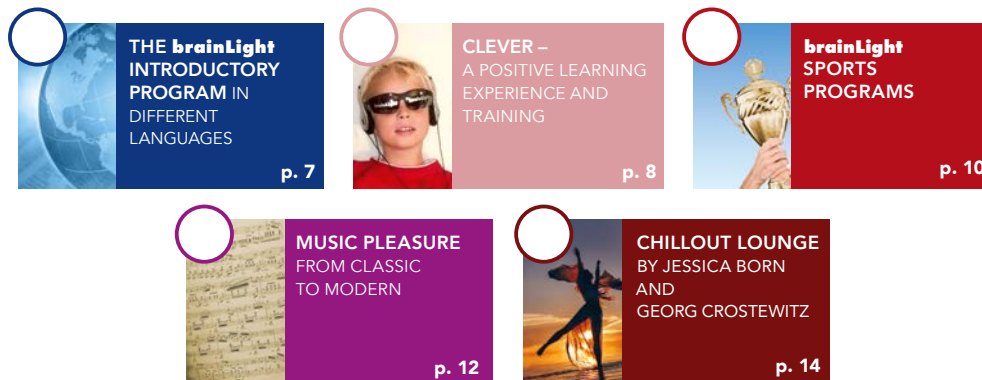 THE brainLight
INTRODUCTORY
PROGRAM IN
DIFFERENT
LANGUAGES
p. 7
CLEVER –
A POSITIVE LEARNING
EXPERIENCE AND
TRAINING
p. 8
brainLight
SPORTS
PROGRAMS
p. 10
MUSIC PLEASURE
FROM CLASSIC
TO MODERN
p. 12
CHILLOUT LOUNGE
BY JESSICA BORN
AND
GEORG CROSTEWITZ
p. 14